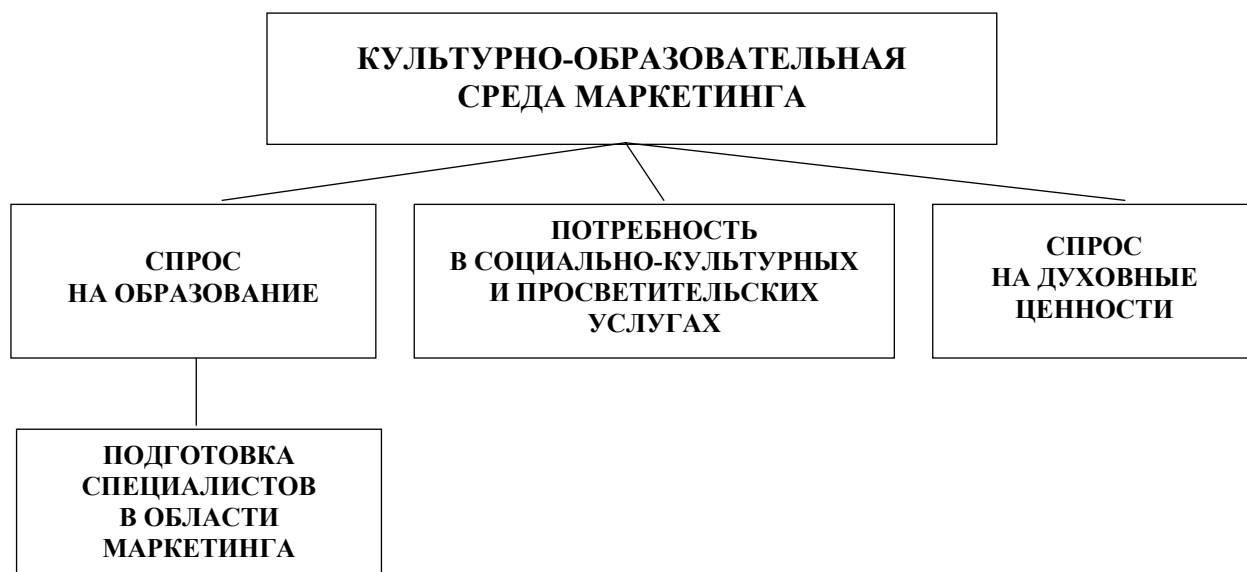 КУЛЬТУРНО-ОБРАЗОВАТЕЛЬНАЯ
СРЕДА МАРКЕТИНГА
СПРОС
НА ОБРАЗОВАНИЕ
ПОТРЕБНОСТЬ
В СОЦИАЛЬНО-КУЛЬТУРНЫХ
И ПРОСВЕТИТЕЛЬСКИХ
УСЛУГАХ
СПРОС
НА ДУХОВНЫЕ
ЦЕННОСТИ
ПОДГОТОВКА
СПЕЦИАЛИСТОВ
В ОБЛАСТИ
МАРКЕТИНГА